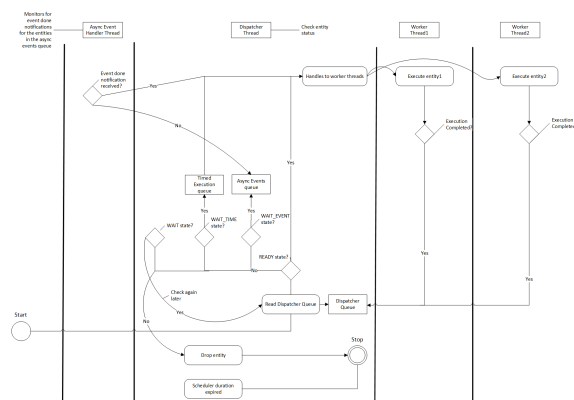 Monitors for
event done
notifications
for the entities
in the async
events queue
Async Event
Handler Thread
Dispatcher
Thread
Check entity
status
Worker
Thread1
Worker
Thread2
Event done
notification
received?
Yes
Handles to worker threads
Execute entity1
Execute entity2
No
Execution
Completed?
Execution
Completed
Yes
Timed
Execution
queue
Async Events
queue
Yes
Yes
WAIT state?
WAIT_TIME
state?
WAIT_EVENT
state?
READY state?
No
Yes
Yes
Check again
later
Yes
Read Dispatcher Queue
Dispatcher
Queue
Start
No
Stop
Drop entity
Scheduler duration
expired